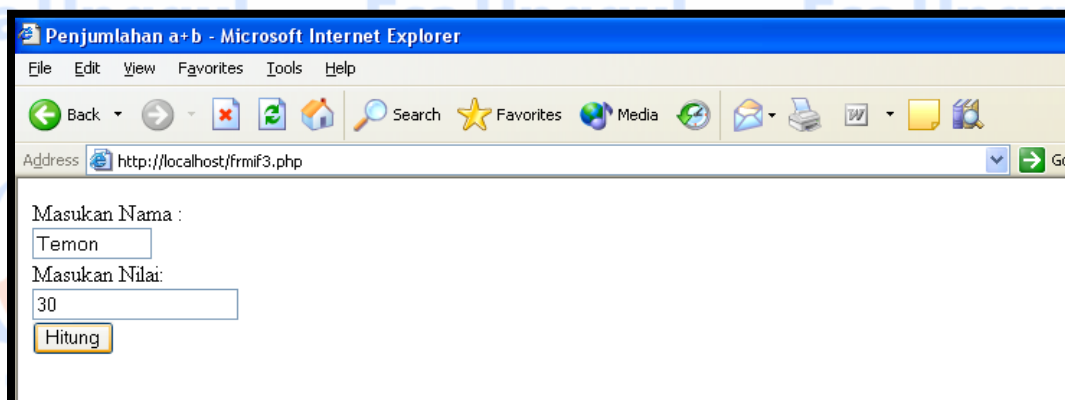 Penjumlahan a+b - Microsoft Internet Explorer
File Edit View Favorites Tools Help
Back Search Favorites Media
Address http://localhost/frmif3.php
Masukan Nama :
Temon
Masukan Nilai:
30
Hitung